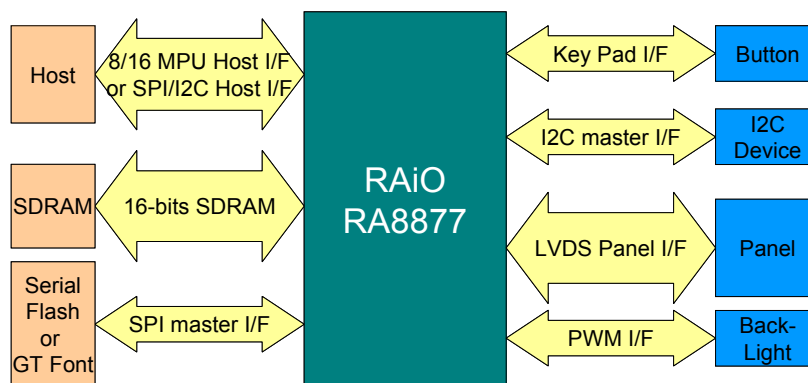 Host
8/16 MPU Host I/F
or SPI/I2C Host I/F
SDRAM
16-bits SDRAM
Serial
Flash
or
GT Font
SPI master I/F
RAiO
RA8877
Key Pad I/F
Button
I2C master I/F
I2C
Device
LVDS Panel I/F
Panel
PWM I/F
Back-
Light